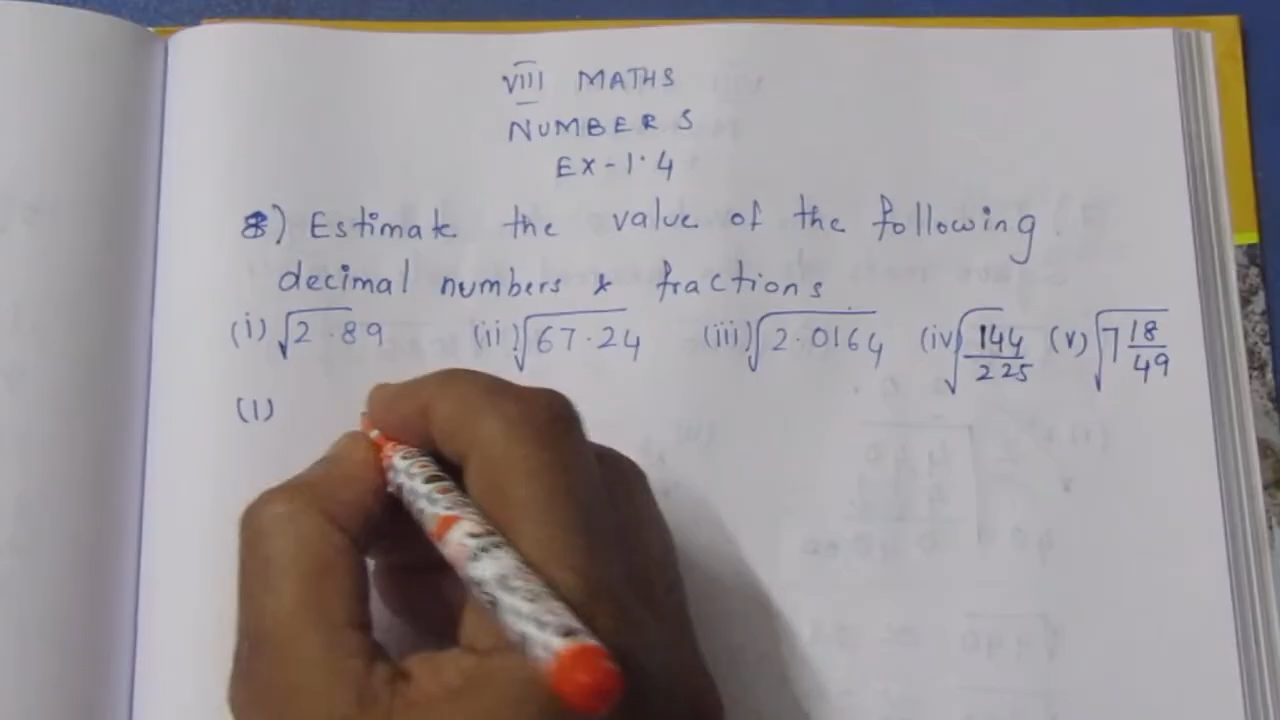 VIII MATHS
NUMBERS
EX-1.4
8) Estimate the value of the following
decimal numbers & fractions
(i) √2.89 (ii) √67.24 (iii) √2.0164 (iv) √144/225 (v) √7 18/49
(i)